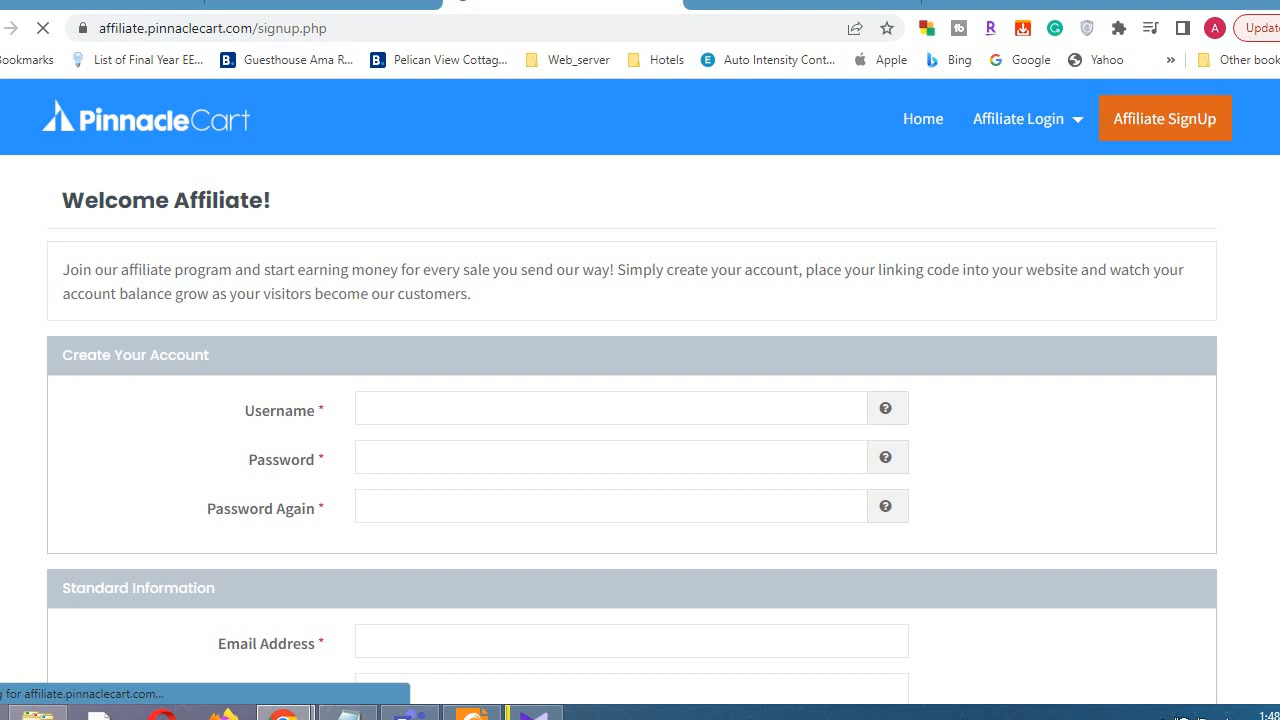 affiliate.pinnaclecart.com/signup.php
A
Update
Bookmarks
List of Final Year EE...
B.
Guesthouse Ama R...
B.
Pelican View Cottag...
Web_server
Hotels
E
Auto Intensity Cont...
Apple
Bing
Google
Yahoo
»
Other book
PinnacleCart
Home
Affiliate Login
Affiliate SignUp
Welcome Affiliate!
Join our affiliate program and start earning money for every sale you send our way! Simply create your account, place your linking code into your website and watch your
account balance grow as your visitors become our customers.
Create Your Account
Username *
Password *
Password Again *
Standard Information
Email Address *
g for affiliate.pinnaclecart.com...
1:48